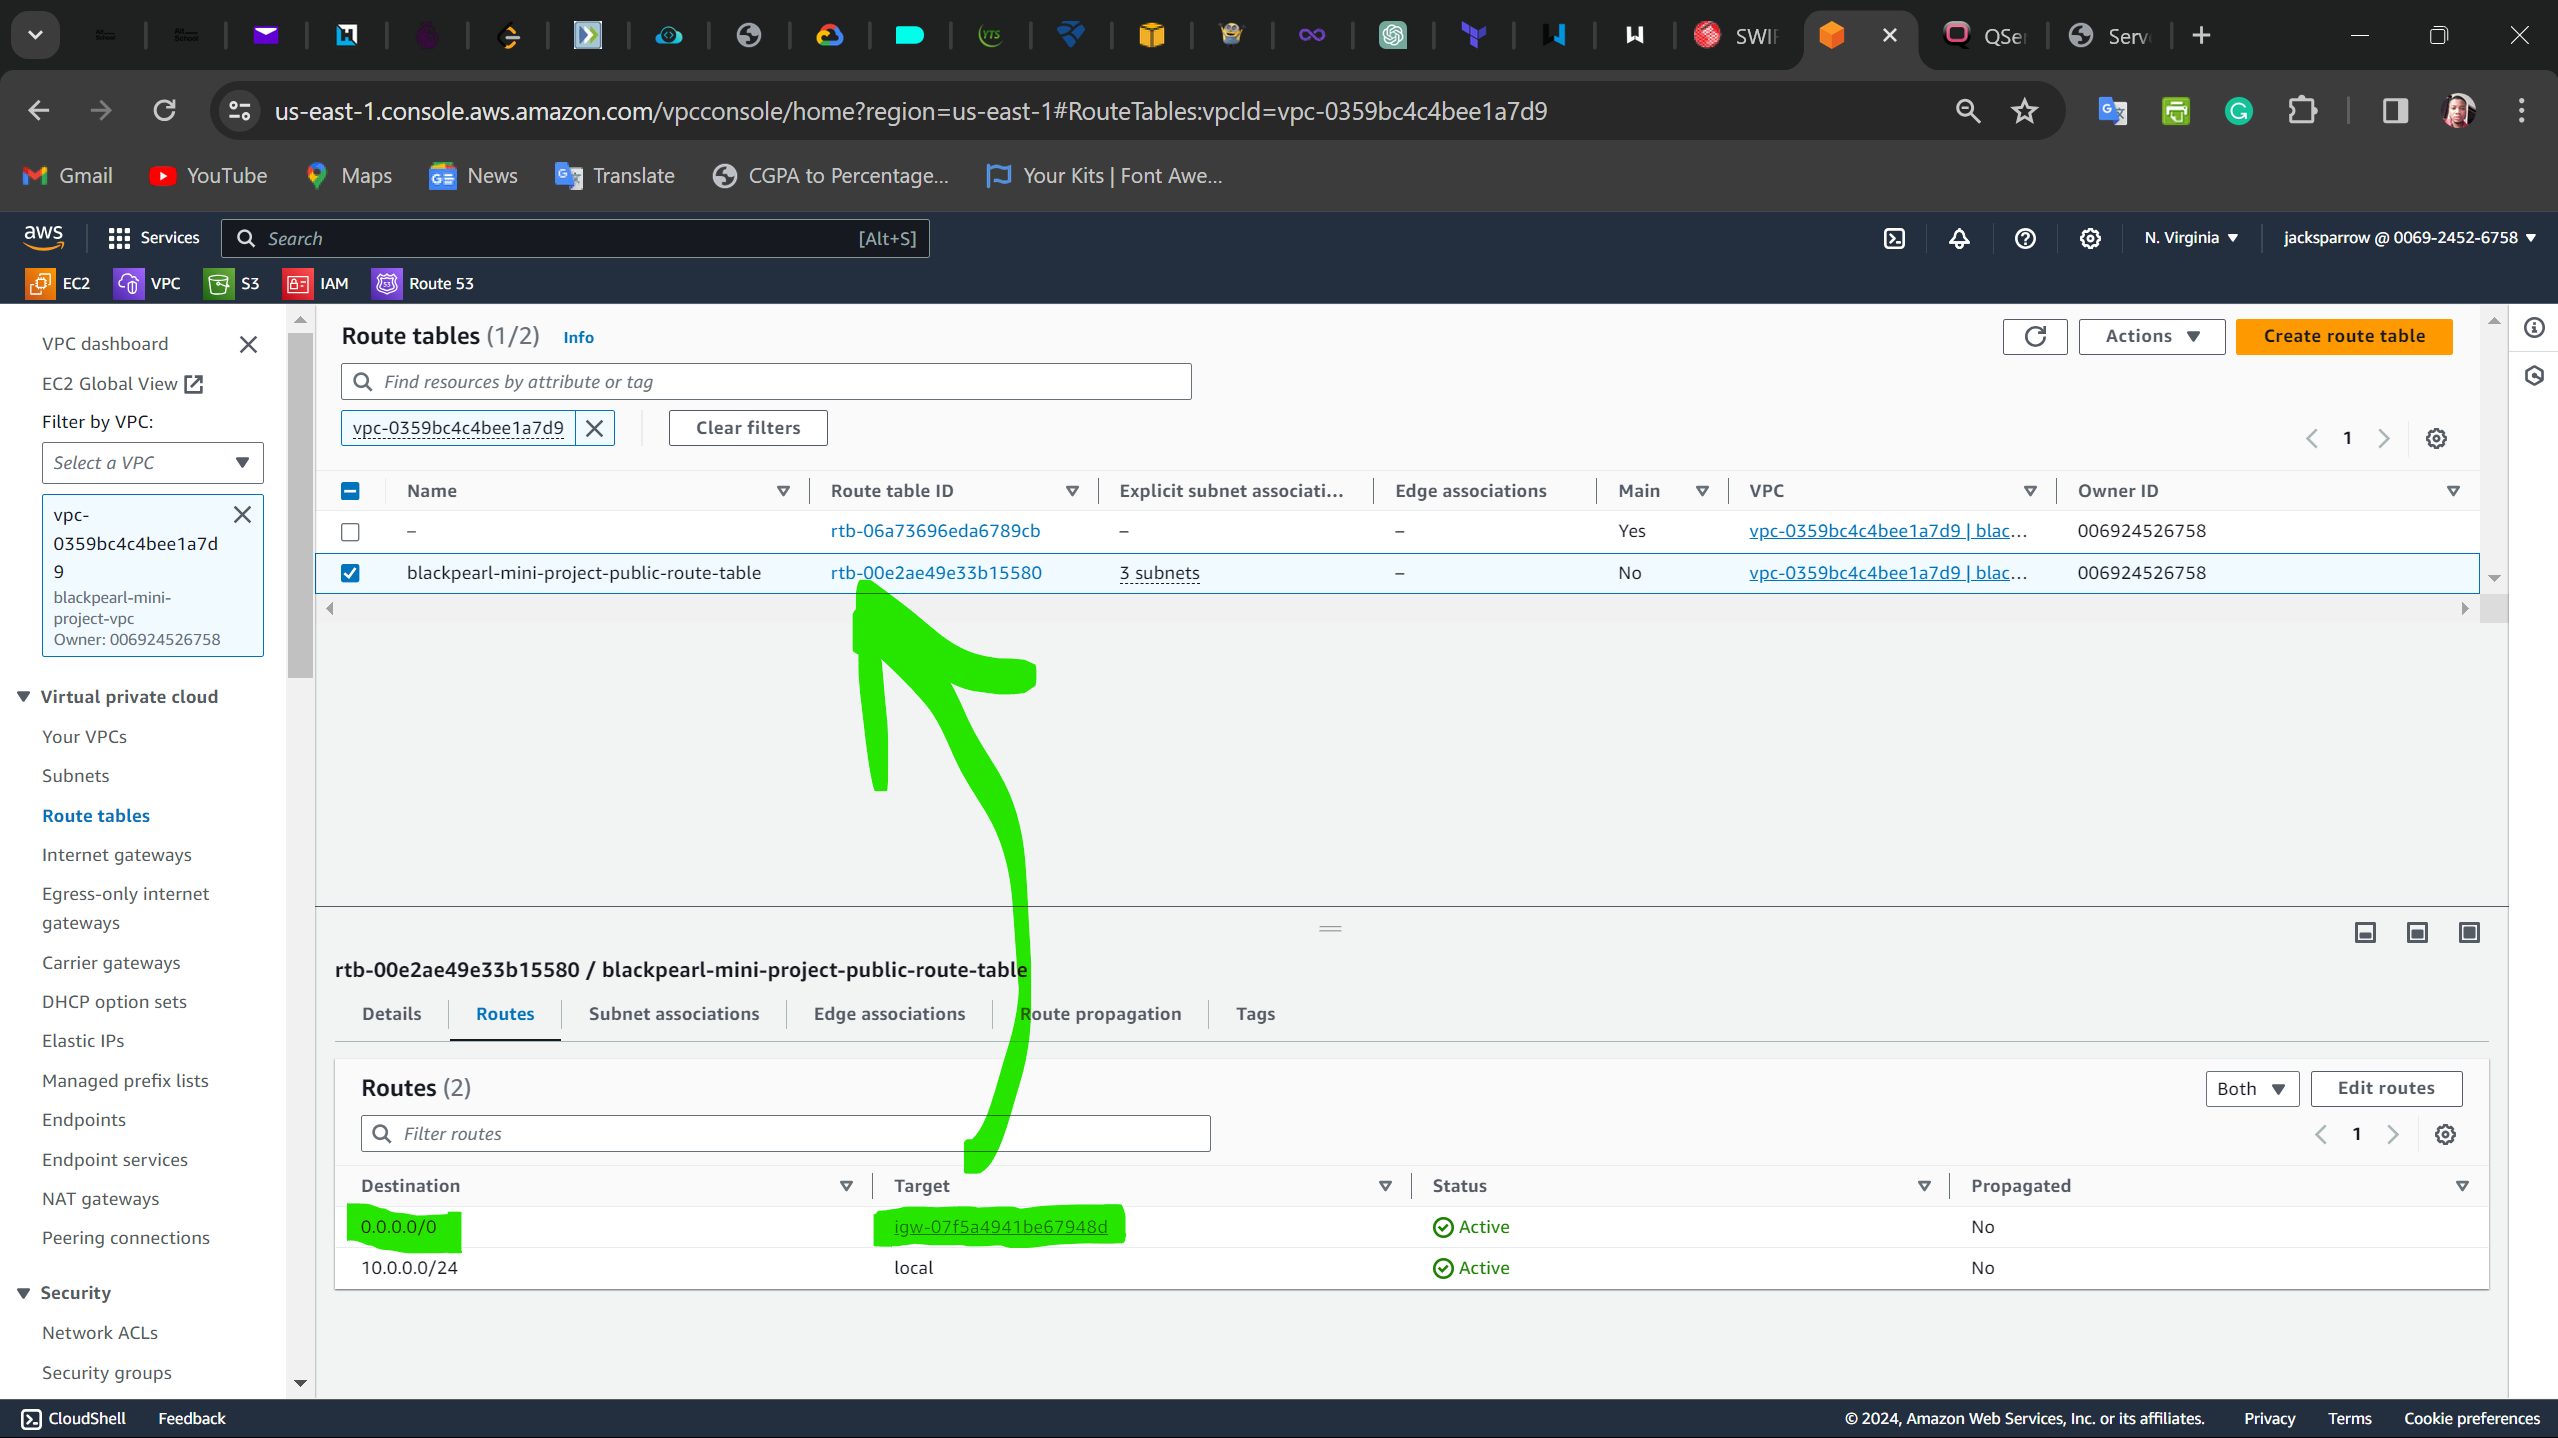 SWIF
QSer
Serve
us-east-1.console.aws.amazon.com/vpcconsole/home?region=us-east-1#RouteTables:vpcId=vpc-0359bc4c4bee1a7d9
Gmail YouTube Maps News Translate CGPA to Percentage... Your Kits | Font Awe...
aws Services Search [Alt+S] N. Virginia jacksparrow @ 0069-2452-6758
EC2 VPC S3 IAM Route 53
VPC dashboard
EC2 Global View
Filter by VPC:
Select a VPC
vpc-
0359bc4c4bee1a7d
9
blackpearl-mini-
project-vpc
Owner: 006924526758
Virtual private cloud
Your VPCs
Subnets
Route tables
Internet gateways
Egress-only internet
gateways
Carrier gateways
DHCP option sets
Elastic IPs
Managed prefix lists
Endpoints
Endpoint services
NAT gateways
Peering connections
Security
Network ACLs
Security groups
Route tables (1/2) Info
Actions
Create route table
Find resources by attribute or tag
vpc-0359bc4c4bee1a7d9
Clear filters
1
Name Route table ID Explicit subnet associati... Edge associations Main VPC Owner ID
– rtb-06a73696eda6789cb – – Yes vpc-0359bc4c4bee1a7d9 | blac... 006924526758
blackpearl-mini-project-public-route-table rtb-00e2ae49e33b15580 3 subnets – No vpc-0359bc4c4bee1a7d9 | blac... 006924526758
rtb-00e2ae49e33b15580 / blackpearl-mini-project-public-route-table
Details Routes Subnet associations Edge associations Route propagation Tags
Routes (2)
Both
Edit routes
Filter routes
1
Destination Target Status Propagated
0.0.0.0/0 igw-07f5a4941be67948d Active No
10.0.0.0/24 local Active No
CloudShell Feedback © 2024, Amazon Web Services, Inc. or its affiliates. Privacy Terms Cookie preferences